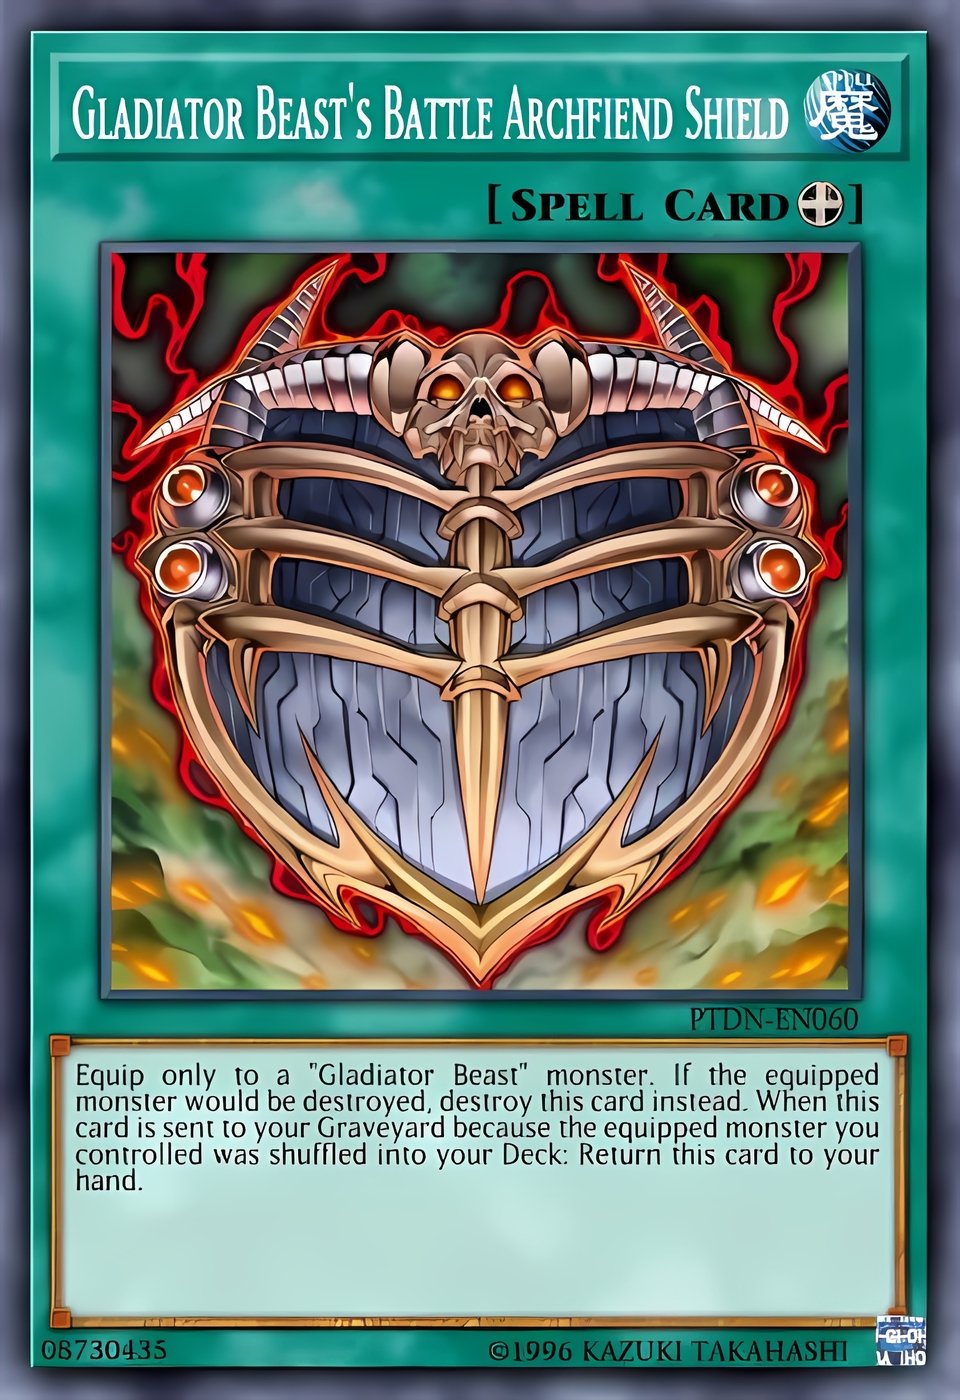 GLADIATOR BEAST'S BATTLE ARCHFIEND SHIELD 魔
[SPELL CARD]
PTDN-EN060
Equip only to a "Gladiator Beast" monster. If the equipped
monster would be destroyed, destroy this card instead. When this
card is sent to your Graveyard because the equipped monster you
controlled was shuffled into your Deck: Return this card to your
hand.
08730435
©1996 KAZUKI TAKAHASHI